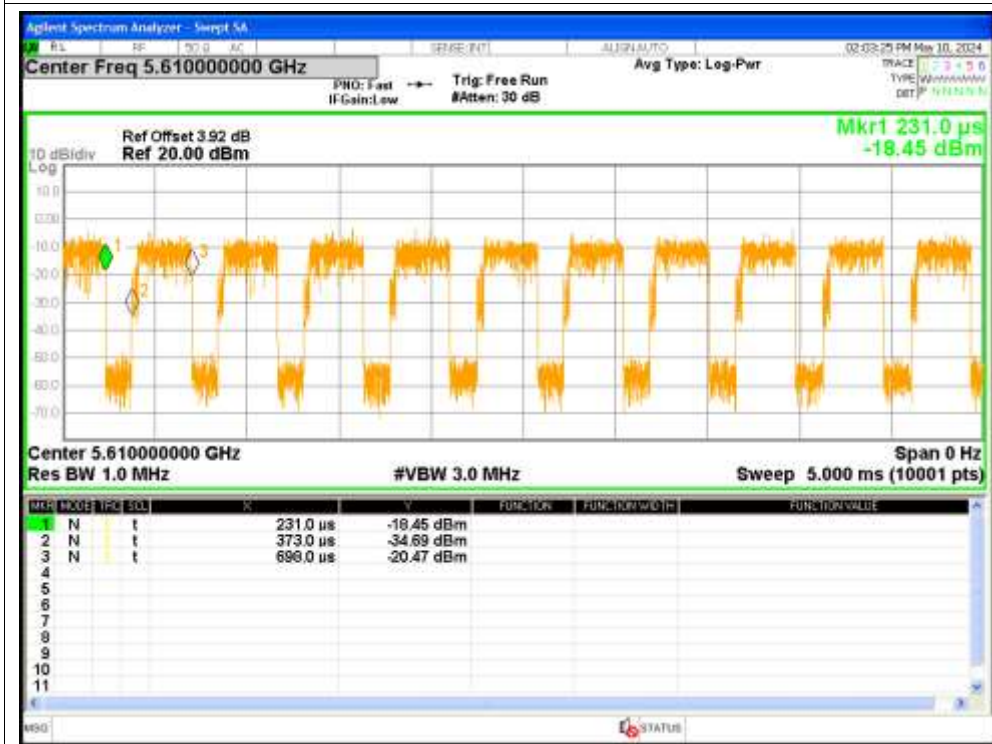 Agilent Spectrum Analyzer - Swept SA
RL RF 50 Ω AC SENSE:INT ALIGN AUTO 02:03:25 PM May 10, 2024
Center Freq 5.610000000 GHz Avg Type: Log-Pwr TRACE 1 2 3 4 5 6
PNO: Fast Trig: Free Run TYPE
IFGain:Low #Atten: 30 dB DET P N N N N N
Mkr1 231.0 µs
Ref Offset 3.92 dB
10 dB/div Ref 20.00 dBm -18.45 dBm
Log
10.0
0.00
-10.0
1
3
-20.0
2
-30.0
-40.0
-50.0
-60.0
-70.0
Center 5.610000000 GHz Span 0 Hz
Res BW 1.0 MHz #VBW 3.0 MHz Sweep 5.000 ms (10001 pts)
MKR MODE TRC SCL X Y FUNCTION FUNCTION WIDTH FUNCTION VALUE
1 N t 231.0 µs -18.45 dBm
2 N t 373.0 µs -34.69 dBm
3 N t 698.0 µs -20.47 dBm
4
5
6
7
8
9
10
11
MSG STATUS